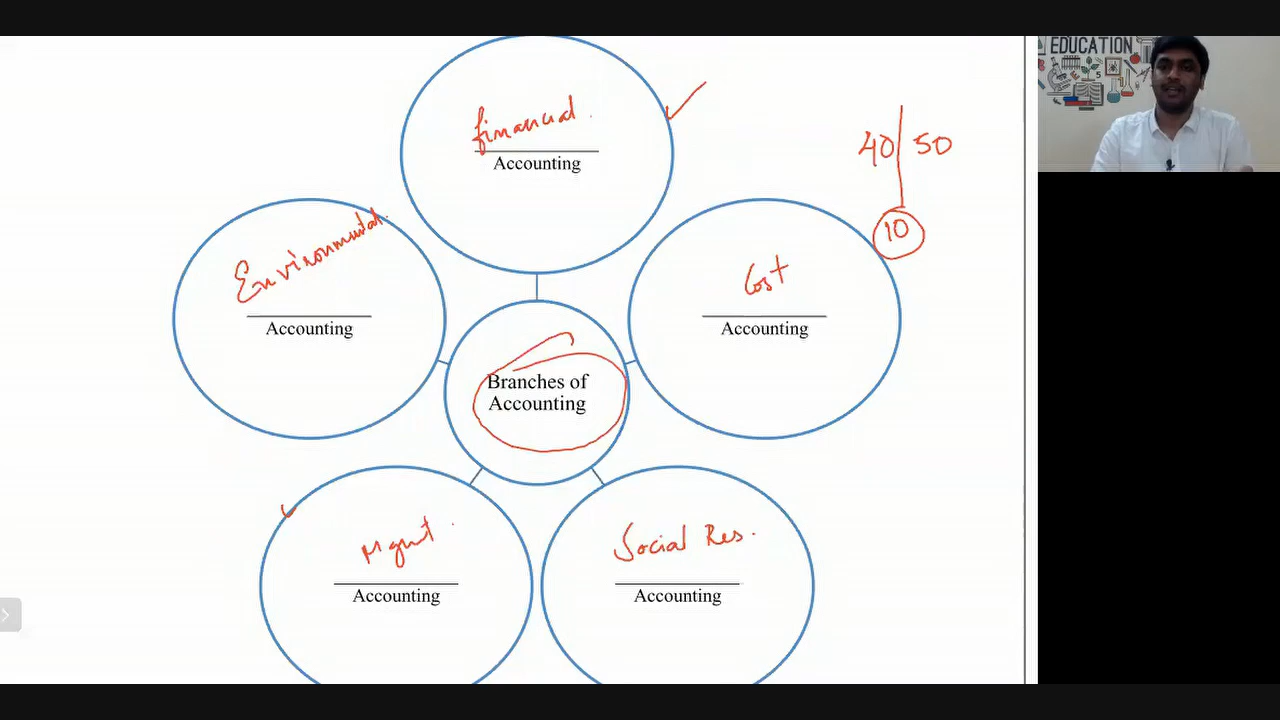 EDUCATION
financial.
Accounting
40 | 50
10
Environmental.
Accounting
Cost
Accounting
Branches of
Accounting
Mgmt.
Accounting
Social Res.
Accounting